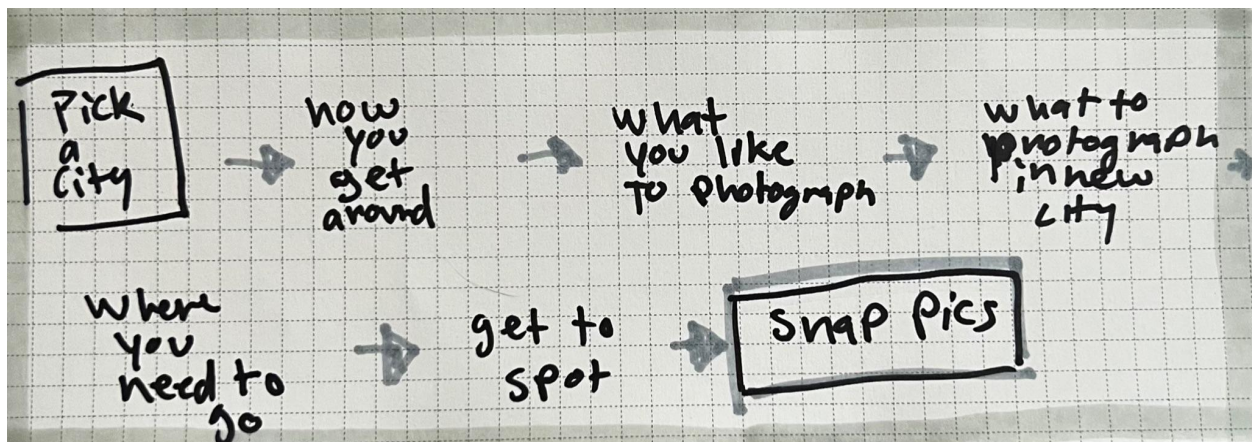 Pick
a
City
how
you
get
around
what
you like
to photograph
what to
photograph
in new
city
where
you
need to
go
get to
spot
snap pics